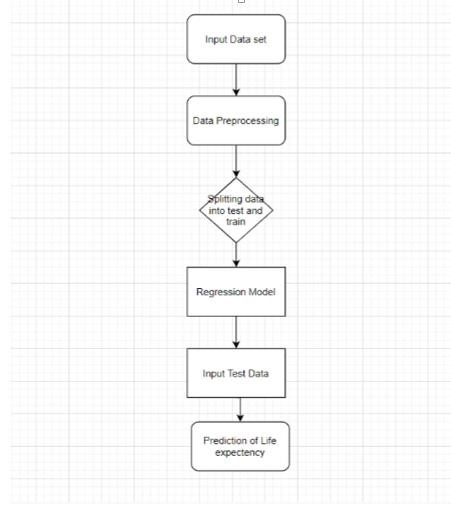 Input Data set
Data Preprocessing
Splitting data
into test and
train
Regression Model
Input Test Data
Prediction of Life
expectency